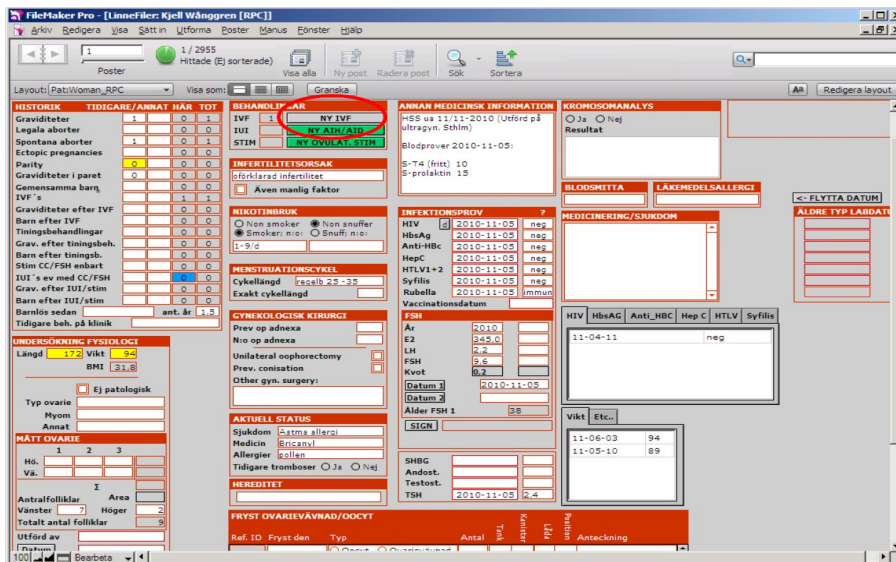 FileMaker Pro - [LinneFiler: Kjell Wånggren [RPC]]
Arkiv Redigera Visa Sätt in Utforma Poster Manus Fönster Hjälp
1
1 / 2955
Hittade (Ej sorterade)
Poster
Visa alla Ny post Radera post Sök Sortera
Layout: Pat:Woman_RPC Visa som: Granska Aa Redigera layout
HISTORIK TIDIGARE/ANNAT HÄR TOT
Graviditeter 1 0 1
Legala aborter 0 0
Spontana aborter 1 0 1
Ectopic pregnancies 0 0
Parity 0 0 0
Graviditeter i paret 0 0 0
Gemensamma barn 0 0
IVF´s 1 1
Graviditeter efter IVF 0 0
Barn efter IVF 0 0
Tiningsbehandlingar 0 0
Grav. efter tiningsbeh. 0 0
Barn efter tiningsb. 0 0
Stim CC/FSH enbart 0 0
IUI´s ev med CC/FSH 0 0
Grav. efter IUI/stim 0 0
Barn efter IUI/stim 0 0
Barnlös sedan ant. år 1,5
Tidigare beh. på klinik
UNDERSÖKNING FYSIOLOGI
Längd 172 Vikt 94
BMI 31,8
Ej patologisk
Typ ovarie
Myom
Annat
MÅTT OVARIE
1 2 3
Hö.
Vä.
Σ
Antralfolliklar Area
Vänster 7 Höger 2
Totalt antal folliklar 9
Utförd av
Datum
BEHANDLINGAR
IVF 1 NY IVF
IUI NY AIH/AID
STIM NY OVULAT. STIM
INFERTILITETSORSAK
oförklarad infertilitet
Även manlig faktor
NIKOTINBRUK
Non smoker Non snuffer
Smoker: n:o: Snuff: n:o:
1-9/d
MENSTRUATIONSCYKEL
Cykellängd regelb 25 -35
Exakt cykellängd
GYNEKOLOGISK KIRURGI
Prev op adnexa
N:o op adnexa
Unilateral oophorectomy
Prev. conisation
Other gyn. surgery:
AKTUELL STATUS
Sjukdom Astma allergi
Medicin Bricanyl
Allergier pollen
Tidigare tromboser Ja Nej
HEREDITET
ANNAN MEDICINSK INFORMATION
HSS ua 11/11-2010 (Utförd på
ultragyn, Sthlm)
Blodprover 2010-11-05:
S-T4 (fritt) 10
S-prolaktin 15
INFEKTIONSPROV ?
HIV d 2010-11-05 neg
HbsAg 2010-11-05 neg
Anti-HBc 2010-11-05 neg
HepC 2010-11-05 neg
HTLV1+2 2010-11-05 neg
Syfilis 2010-11-05 neg
Rubella 2010-11-05 immun
Vaccinationsdatum
FSH
År 2010
E2 345,0
LH 2,2
FSH 9,6
Kvot 0,2
Datum 1 2010-11-05
Datum 2
Ålder FSH 1 38
SIGN
SHBG
Andost.
Testost.
TSH 2010-11-05 2,4
KROMOSOMANALYS
Ja Nej
Resultat
BLODSMITTA LÄKEMEDELSALLERGI
MEDICINERING/SJUKDOM
<- FLYTTA DATUM
ÄLDRE TYP LABDATU
HIV HbsAG Anti_HBC Hep C HTLV Syfilis
11-04-11 neg
Vikt Etc..
11-06-03 94
11-05-10 89
FRYST OVARIEVÄVNAD/OOCYT
Ref. ID Fryst den Typ Antal Tank Kanister Låda Position Anteckning
Oocyt Ovarievävnad
100 Bearbeta